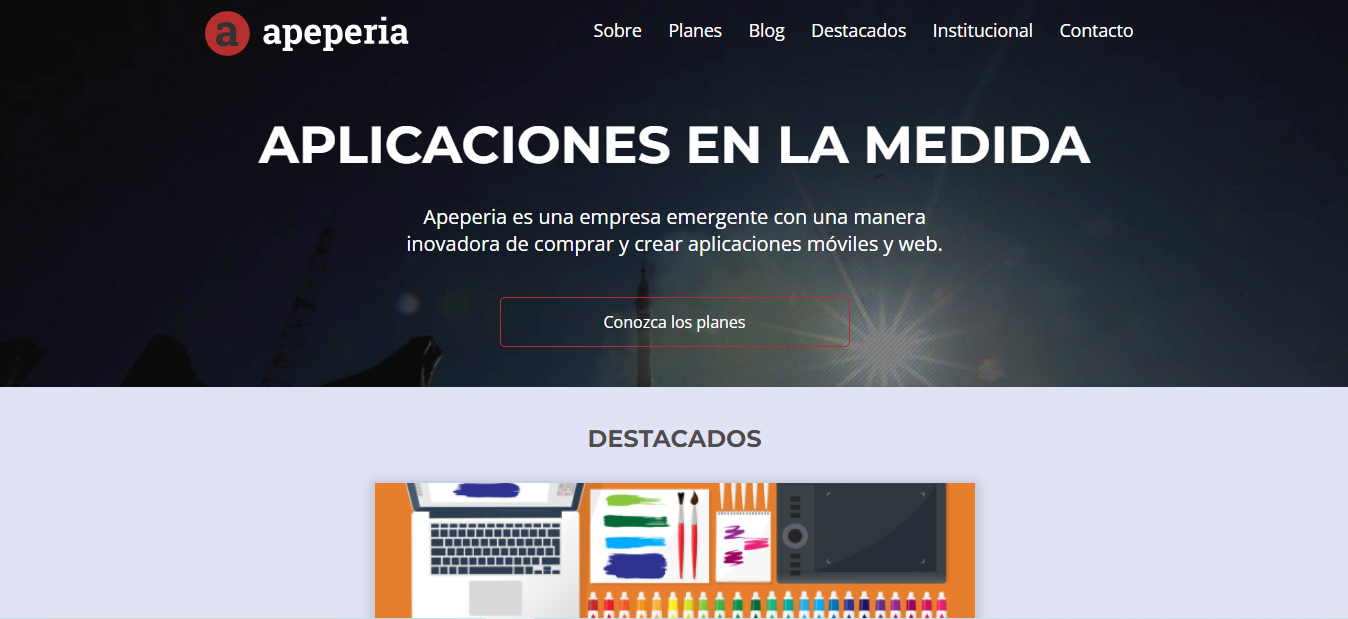 a apeperia
Sobre Planes Blog Destacados Institucional Contacto
APLICACIONES EN LA MEDIDA
Apeperia es una empresa emergente con una manera
inovadora de comprar y crear aplicaciones móviles y web.
Conozca los planes
DESTACADOS